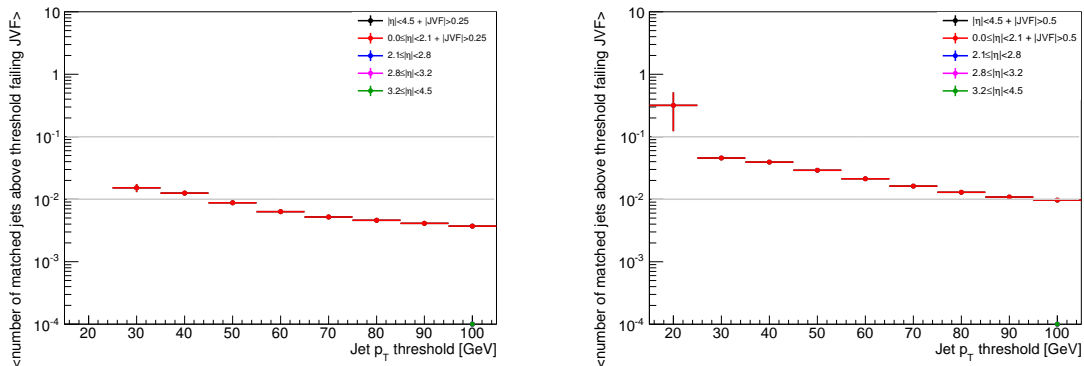 <number of matched jets above threshold failing JVF>
10
1
10-1
10-2
10-3
10-4
|η|<4.5 + |JVF|>0.25
0.0≤|η|<2.1 + |JVF|>0.25
2.1≤|η|<2.8
2.8≤|η|<3.2
3.2≤|η|<4.5
20 30 40 50 60 70 80 90 100
Jet pT threshold [GeV]
<number of matched jets above threshold failing JVF>
10
1
10-1
10-2
10-3
10-4
|η|<4.5 + |JVF|>0.5
0.0≤|η|<2.1 + |JVF|>0.5
2.1≤|η|<2.8
2.8≤|η|<3.2
3.2≤|η|<4.5
20 30 40 50 60 70 80 90 100
Jet pT threshold [GeV]